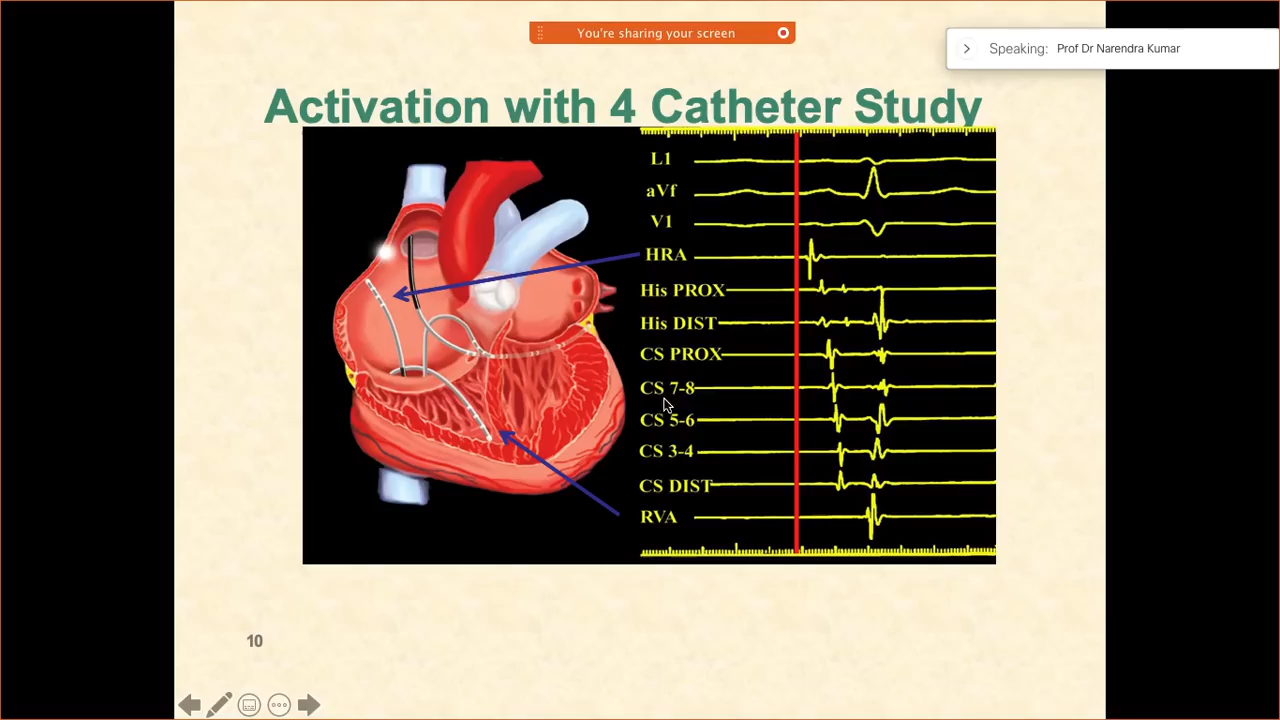 You're sharing your screen
Speaking: Prof Dr Narendra Kumar
Activation with 4 Catheter Study
L1
aVf
V1
HRA
His PROX
His DIST
CS PROX
CS 7-8
CS 5-6
CS 3-4
CS DIST
RVA
10